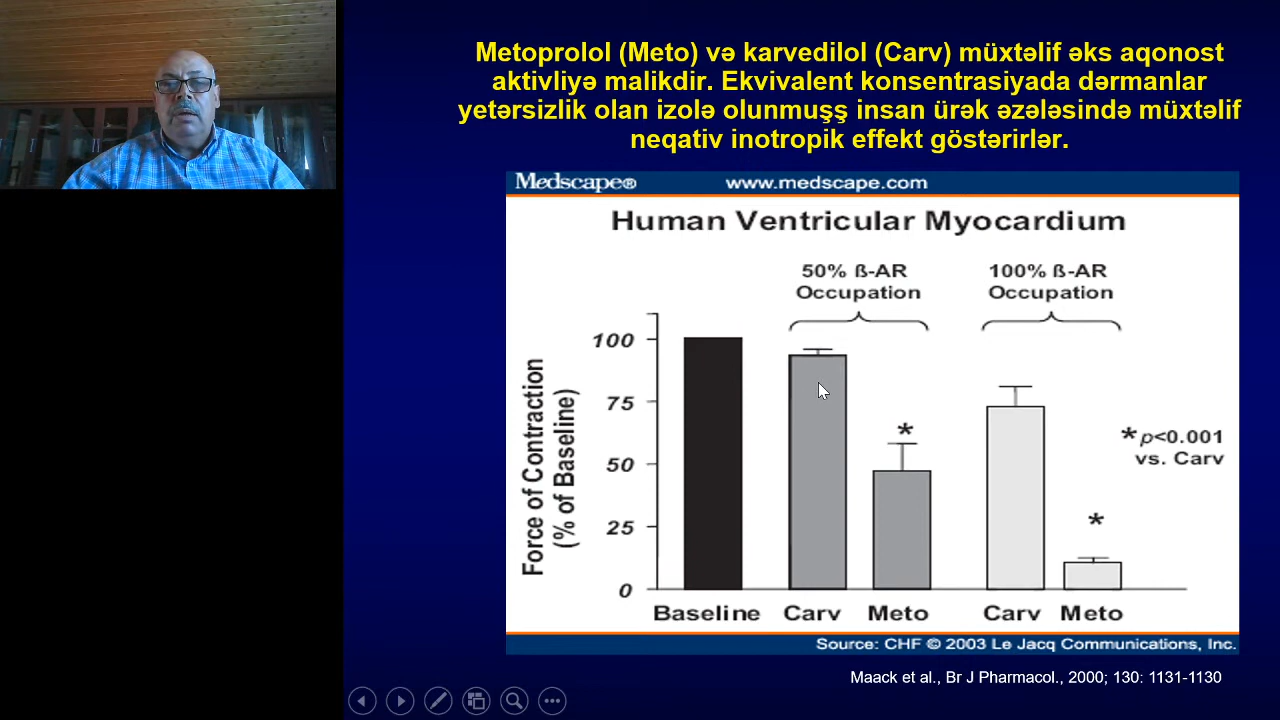 Metoprolol (Meto) və karvedilol (Carv) müxtəlif əks aqonost
aktivliyə malikdir. Ekvivalent konsentrasiyada dərmanlar
yetərsizlik olan izolə olunmuşş insan ürək əzələsində müxtəlif
neqativ inotropik effekt göstərirlər.
Medscape® www.medscape.com
Human Ventricular Myocardium
50% ß-AR
Occupation
100% ß-AR
Occupation
Force of Contraction
(% of Baseline)
100
75
50
25
0
*
*
* p<0.001
vs. Carv
Baseline Carv Meto Carv Meto
Source: CHF © 2003 Le Jacq Communications, Inc.
Maack et al., Br J Pharmacol., 2000; 130: 1131-1130